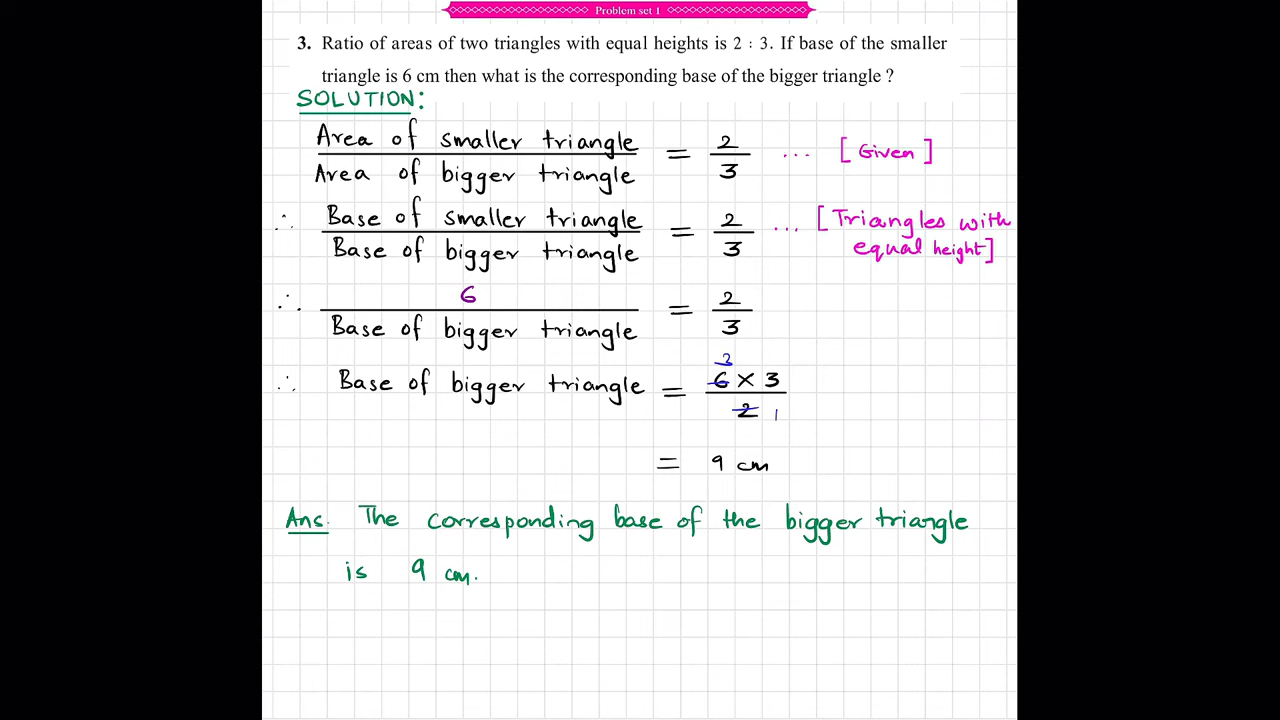 Problem set 1
3. Ratio of areas of two triangles with equal heights is 2 : 3. If base of the smaller
triangle is 6 cm then what is the corresponding base of the bigger triangle ?
SOLUTION:
Area of smaller triangle / Area of bigger triangle = 2/3 ... [Given]
∴ Base of smaller triangle / Base of bigger triangle = 2/3 ... [Triangles with
equal height]
∴ 6 / Base of bigger triangle = 2/3
3
∴ Base of bigger triangle = 6 × 3 / 2 1
= 9 cm
Ans. The corresponding base of the bigger triangle
is 9 cm.